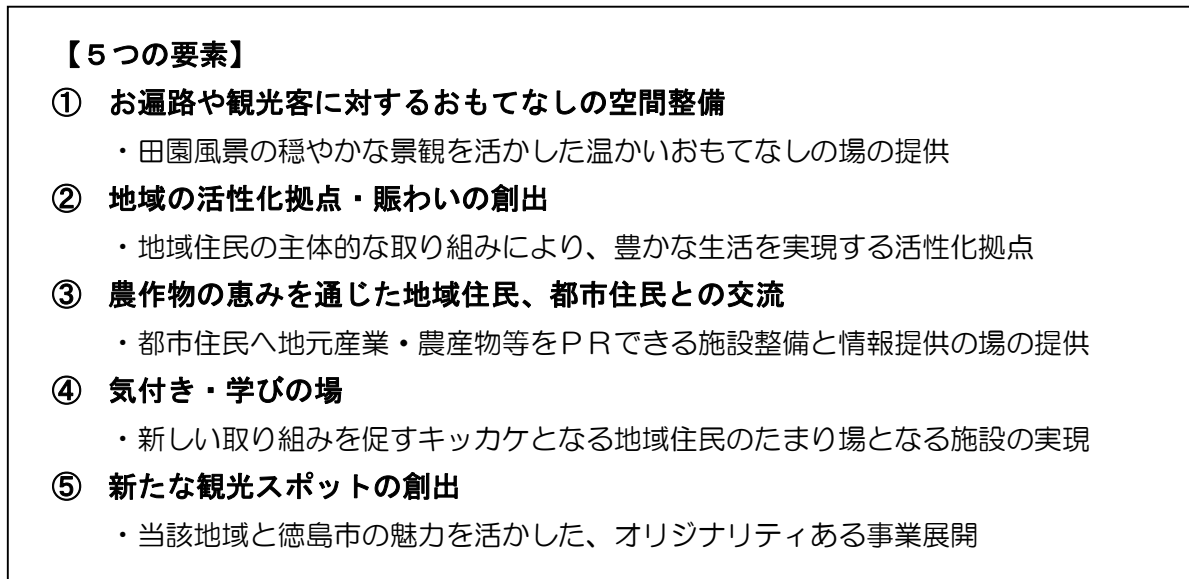 【５つの要素】
① お遍路や観光客に対するおもてなしの空間整備
・田園風景の穏やかな景観を活かした温かいおもてなしの場の提供
② 地域の活性化拠点・賑わいの創出
・地域住民の主体的な取り組みにより、豊かな生活を実現する活性化拠点
③ 農作物の恵みを通じた地域住民、都市住民との交流
・都市住民へ地元産業・農産物等をＰＲできる施設整備と情報提供の場の提供
④ 気付き・学びの場
・新しい取り組みを促すキッカケとなる地域住民のたまり場となる施設の実現
⑤ 新たな観光スポットの創出
・当該地域と徳島市の魅力を活かした、オリジナリティある事業展開